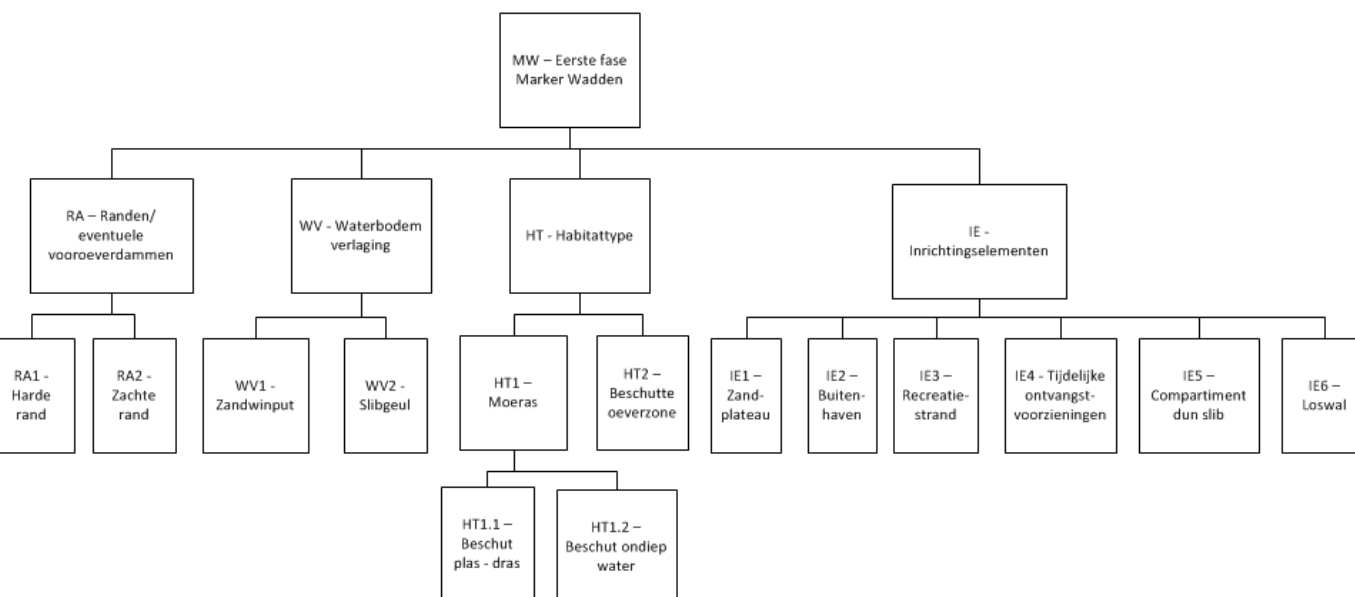 MW – Eerste fase
Marker Wadden
RA – Randen/
eventuele
vooroeverdammen
WV - Waterbodem
verlaging
HT - Habitattype
IE -
Inrichtingselementen
RA1 -
Harde
rand
RA2 -
Zachte
rand
WV1 -
Zandwinput
WV2 -
Slibgeul
HT1 –
Moeras
HT2 –
Beschutte
oeverzone
IE1 –
Zand-
plateau
IE2 –
Buiten-
haven
IE3 –
Recreatie-
strand
IE4 - Tijdelijke
ontvangst-
voorzieningen
IE5 –
Compartiment
dun slib
IE6 –
Loswal
HT1.1 –
Beschut
plas - dras
HT1.2 –
Beschut ondiep
water